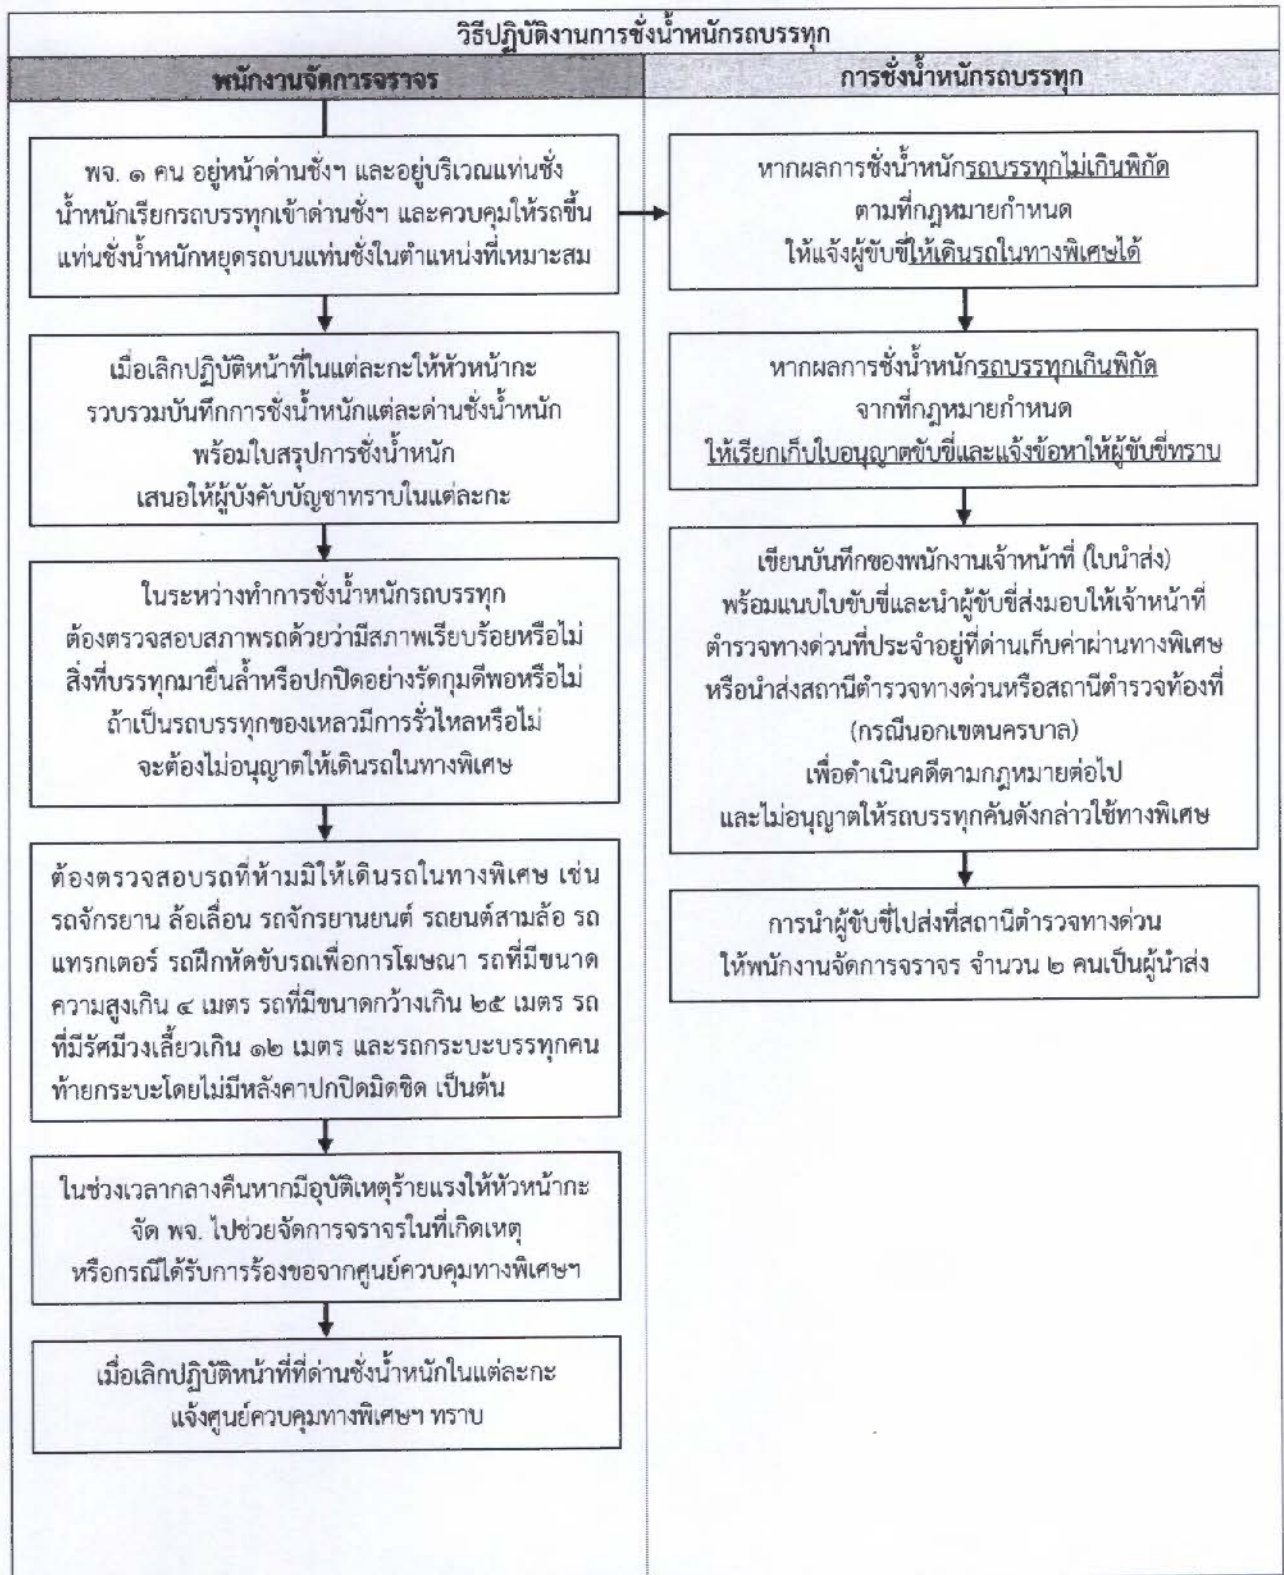 วิธีปฏิบัติงานการชั่งน้ำหนักรถบรรทุก
พนักงานจัดการจราจร
พจ. ๑ คน อยู่หน้าด่านชั่งฯ และอยู่บริเวณแท่นชั่ง
น้ำหนักเรียกรถบรรทุกเข้าด่านชั่งฯ และควบคุมให้รถขึ้น
แท่นชั่งน้ำหนักหยุดรถบนแท่นชั่งในตำแหน่งที่เหมาะสม
เมื่อเลิกปฏิบัติหน้าที่ในแต่ละกะให้หัวหน้ากะ
รวบรวมบันทึกการชั่งน้ำหนักแต่ละด่านชั่งน้ำหนัก
พร้อมใบสรุปการชั่งน้ำหนัก
เสนอให้ผู้บังคับบัญชาทราบในแต่ละกะ
ในระหว่างทำการชั่งน้ำหนักรถบรรทุก
ต้องตรวจสอบสภาพรถด้วยว่ามีสภาพเรียบร้อยหรือไม่
สิ่งที่บรรทุกมายื่นล้ำหรือปกปิดอย่างรัดกุมดีพอหรือไม่
ถ้าเป็นรถบรรทุกของเหลวมีการรั่วไหลหรือไม่
จะต้องไม่อนุญาตให้เดินรถในทางพิเศษ
ต้องตรวจสอบรถที่ห้ามมิให้เดินรถในทางพิเศษ เช่น
รถจักรยาน ล้อเลื่อน รถจักรยานยนต์ รถยนต์สามล้อ รถ
แทรกเตอร์ รถฝึกหัดขับรถเพื่อการโฆษณา รถที่มีขนาด
ความสูงเกิน ๔ เมตร รถที่มีขนาดกว้างเกิน ๒๕ เมตร รถ
ที่มีรัศมีวงเลี้ยวเกิน ๑๒ เมตร และรถกระบะบรรทุกคน
ท้ายกระบะโดยไม่มีหลังคาปกปิดมิดชิด เป็นต้น
ในช่วงเวลากลางคืนหากมีอุบัติเหตุร้ายแรงให้หัวหน้ากะ
จัด พจ. ไปช่วยจัดการจราจรในที่เกิดเหตุ
หรือกรณีได้รับการร้องขอจากศูนย์ควบคุมทางพิเศษฯ
เมื่อเลิกปฏิบัติหน้าที่ที่ด่านชั่งน้ำหนักในแต่ละกะ
แจ้งศูนย์ควบคุมทางพิเศษฯ ทราบ
การชั่งน้ำหนักรถบรรทุก
หากผลการชั่งน้ำหนักรถบรรทุกไม่เกินพิกัด
ตามที่กฎหมายกำหนด
ให้แจ้งผู้ขับขี่ให้เดินรถในทางพิเศษได้
หากผลการชั่งน้ำหนักรถบรรทุกเกินพิกัด
จากที่กฎหมายกำหนด
ให้เรียกเก็บใบอนุญาตขับขี่และแจ้งข้อหาให้ผู้ขับขี่ทราบ
เขียนบันทึกของพนักงานเจ้าหน้าที่ (ใบนำส่ง)
พร้อมแนบใบขับขี่และนำผู้ขับขี่ส่งมอบให้เจ้าหน้าที่
ตำรวจทางด่วนที่ประจำอยู่ที่ด่านเก็บค่าผ่านทางพิเศษ
หรือนำส่งสถานีตำรวจทางด่วนหรือสถานีตำรวจท้องที่
(กรณีนอกเขตนครบาล)
เพื่อดำเนินคดีตามกฎหมายต่อไป
และไม่อนุญาตให้รถบรรทุกคันดังกล่าวใช้ทางพิเศษ
การนำผู้ขับขี่ไปส่งที่สถานีตำรวจทางด่วน
ให้พนักงานจัดการจราจร จำนวน ๒ คนเป็นผู้นำส่ง